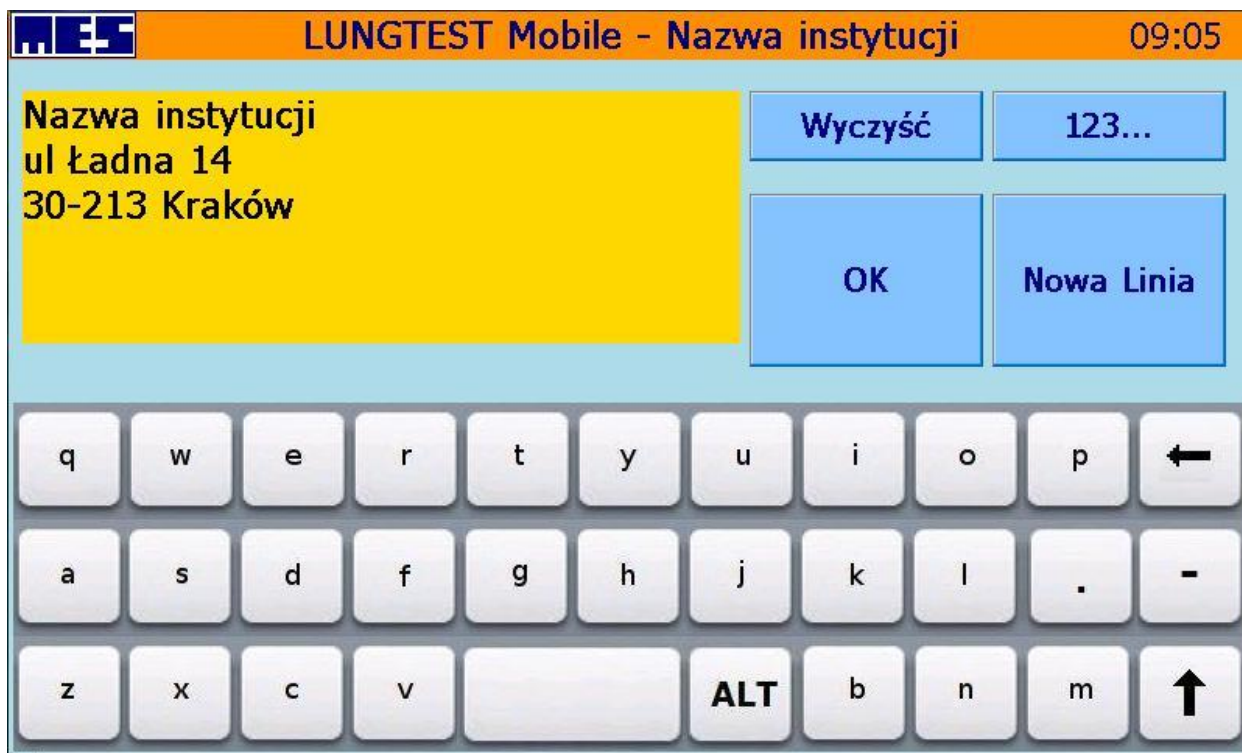 MES LUNGTEST Mobile - Nazwa instytucji 09:05
Nazwa instytucji
ul Ładna 14
30-213 Kraków
Wyczyść 123...
OK Nowa Linia
q w e r t y u i o p ←
a s d f g h j k l . -
z x c v ALT b n m ↑